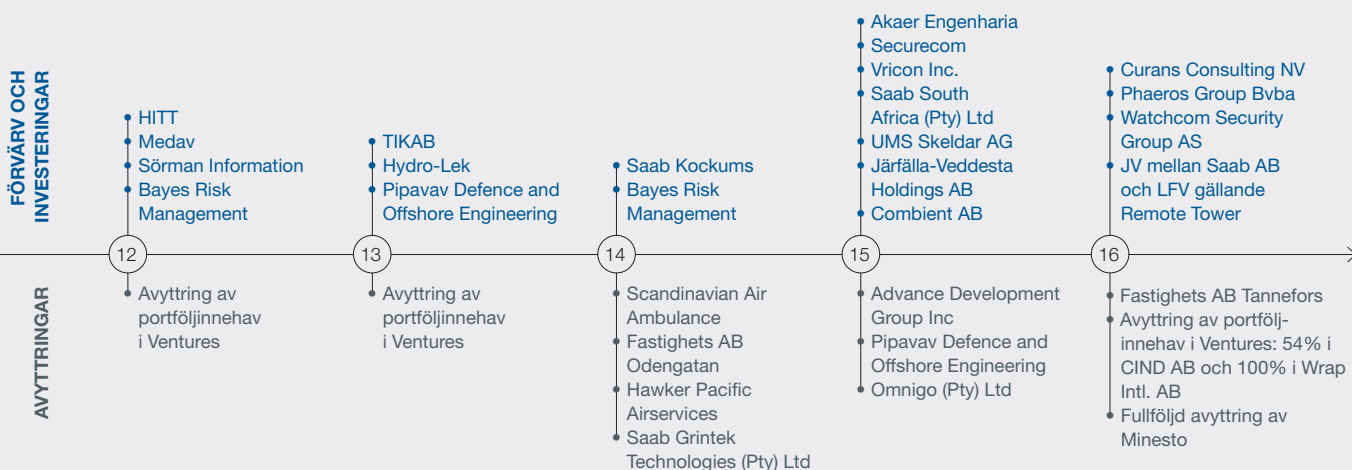 FÖRVÄRV OCH
INVESTERINGAR
HITT
Medav
Sörman Information
Bayes Risk
Management
TIKAB
Hydro-Lek
Pipavav Defence and
Offshore Engineering
Saab Kockums
Bayes Risk
Management
Akaer Engenharia
Securecom
Vricon Inc.
Saab South
Africa (Pty) Ltd
UMS Skeldar AG
Järfälla-Veddesta
Holdings AB
Combient AB
Curans Consulting NV
Phaeros Group Bvba
Watchcom Security
Group AS
JV mellan Saab AB
och LFV gällande
Remote Tower
12
13
14
15
16
AVYTTRINGAR
Avyttring av
portföljinnehav
i Ventures
Avyttring av
portföljinnehav
i Ventures
Scandinavian Air
Ambulance
Fastighets AB
Odengatan
Hawker Pacific
Airservices
Saab Grintek
Technologies (Pty) Ltd
Advance Development
Group Inc
Pipavav Defence and
Offshore Engineering
Omnigo (Pty) Ltd
Fastighets AB Tannefors
Avyttring av portfölj-
innehav i Ventures: 54% i
CIND AB och 100% i Wrap
Intl. AB
Fullföljd avyttring av
Minesto